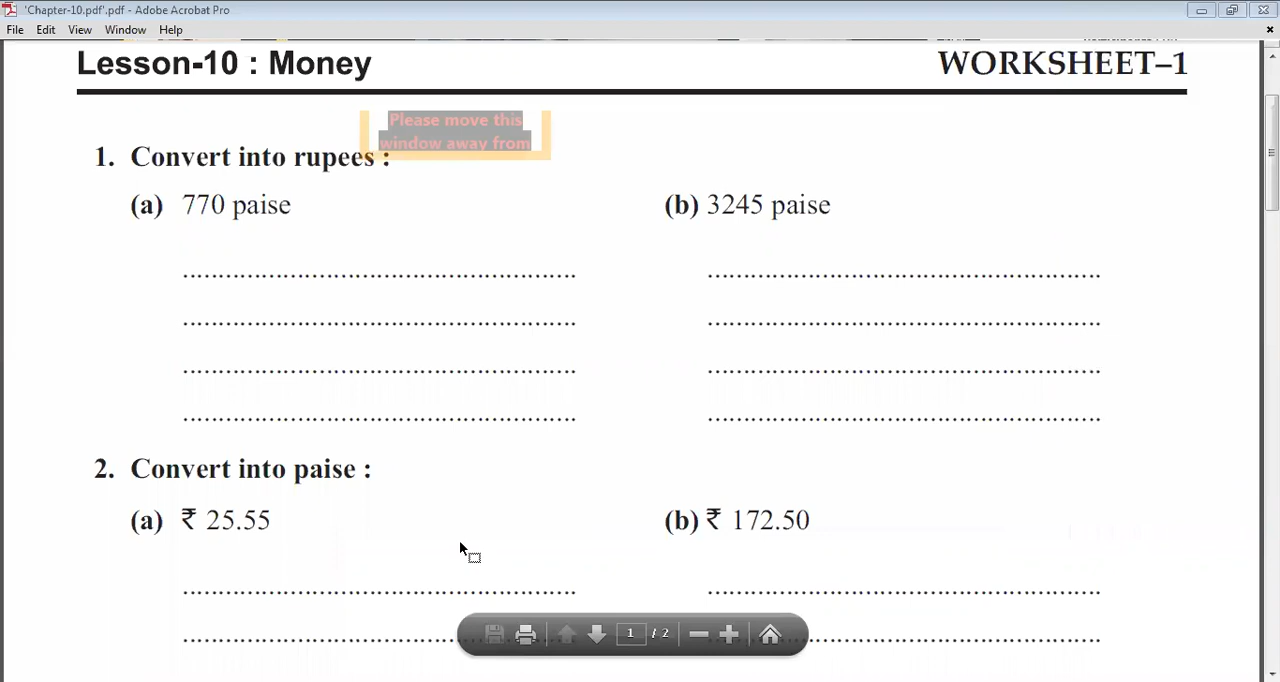 'Chapter-10.pdf'.pdf - Adobe Acrobat Pro
File Edit View Window Help
Lesson-10 : Money WORKSHEET–1
Please move this
window away from
1. Convert into rupees :
(a) 770 paise (b) 3245 paise
2. Convert into paise :
(a) ₹ 25.55 (b) ₹ 172.50
1 / 2